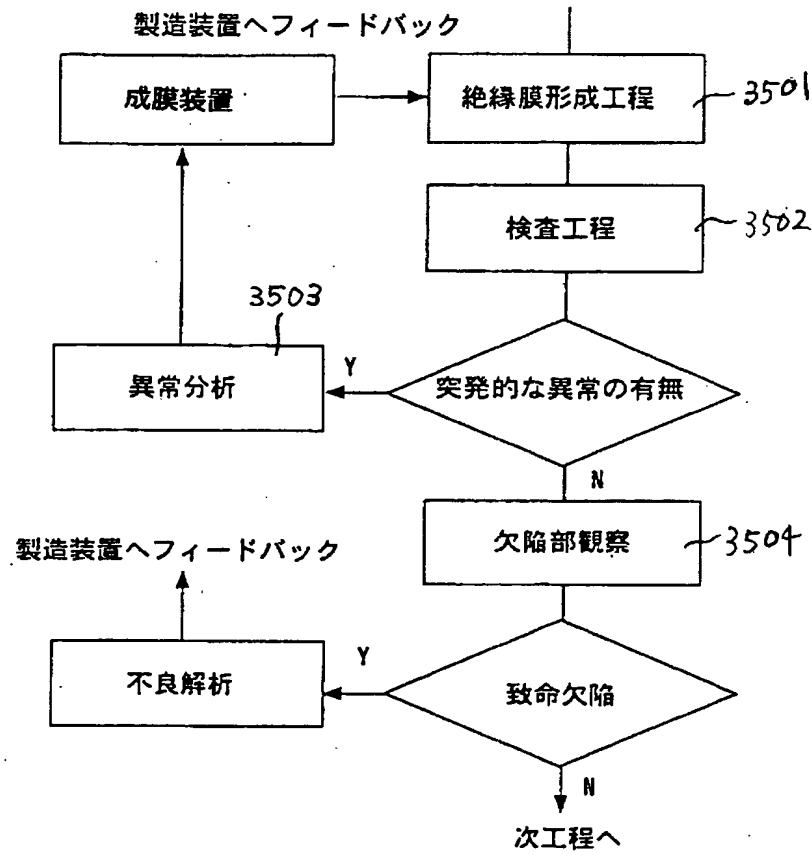 製造装置へフィードバック
成膜装置
絶縁膜形成工程
3501
検査工程
3502
3503
異常分析
Y
突発的な異常の有無
N
欠陥部観察
3504
製造装置へフィードバック
不良解析
Y
致命欠陥
N
次工程へ